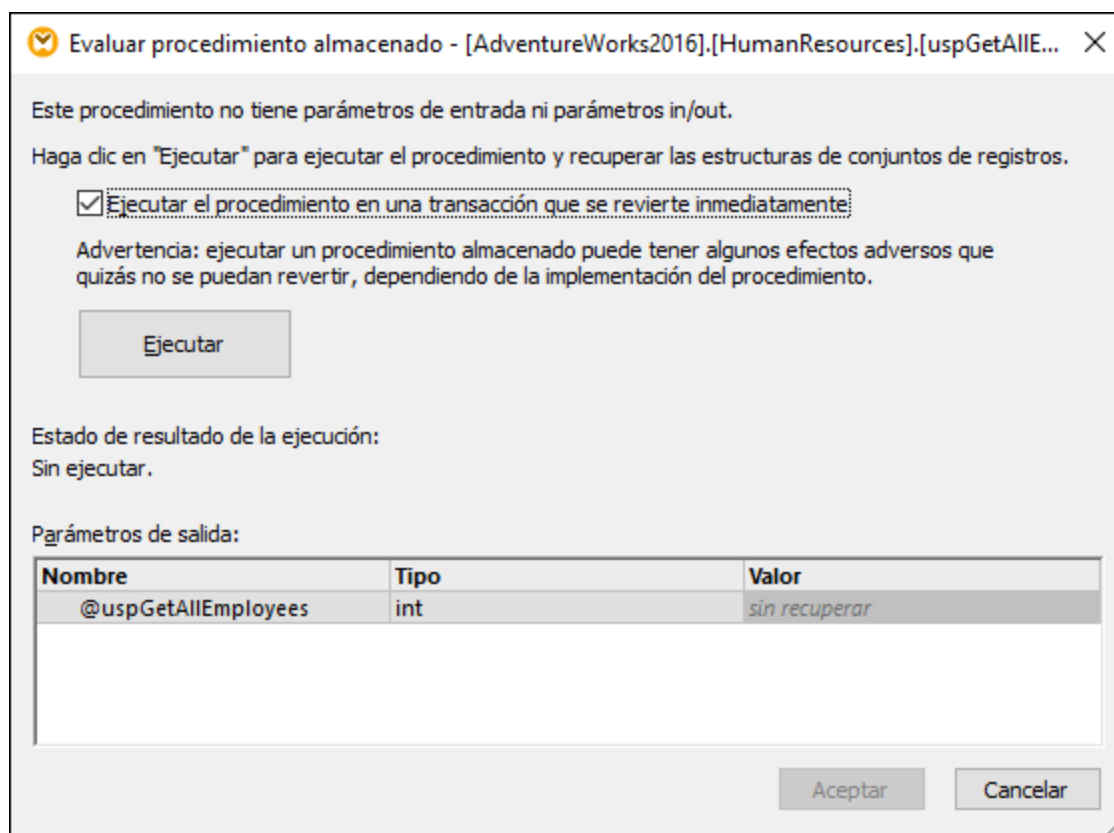 Evaluar procedimiento almacenado - [AdventureWorks2016].[HumanResources].[uspGetAllE...
Este procedimiento no tiene parámetros de entrada ni parámetros in/out.
Haga clic en "Ejecutar" para ejecutar el procedimiento y recuperar las estructuras de conjuntos de registros.
Ejecutar el procedimiento en una transacción que se revierte inmediatamente
Advertencia: ejecutar un procedimiento almacenado puede tener algunos efectos adversos que
quizás no se puedan revertir, dependiendo de la implementación del procedimiento.
Ejecutar
Estado de resultado de la ejecución:
Sin ejecutar.
Parámetros de salida:
Nombre Tipo Valor
@uspGetAllEmployees int sin recuperar
Aceptar Cancelar